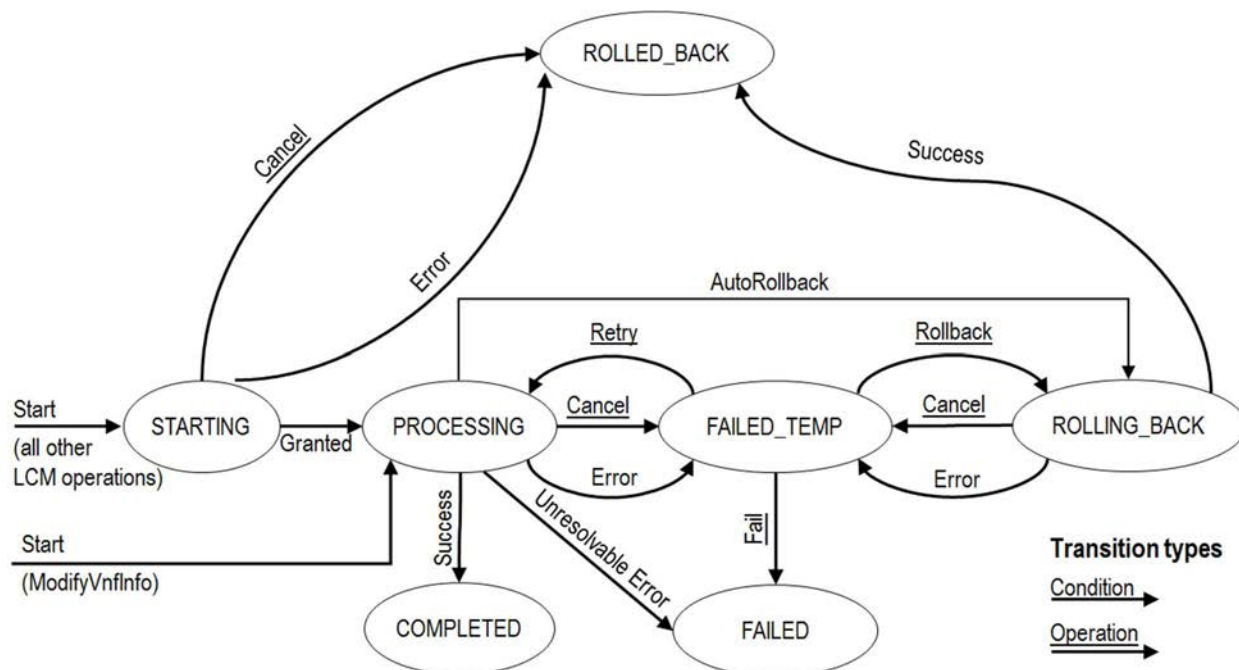 ROLLED_BACK
Cancel
Success
Error
AutoRollback
Retry
Rollback
Start
(all other
LCM operations)
STARTING
Granted
PROCESSING
Cancel
FAILED_TEMP
Cancel
ROLLING_BACK
Error
Error
Start
(ModifyVnfInfo)
Success
Unresolvable Error
Fail
COMPLETED
FAILED
Transition types
Condition
Operation